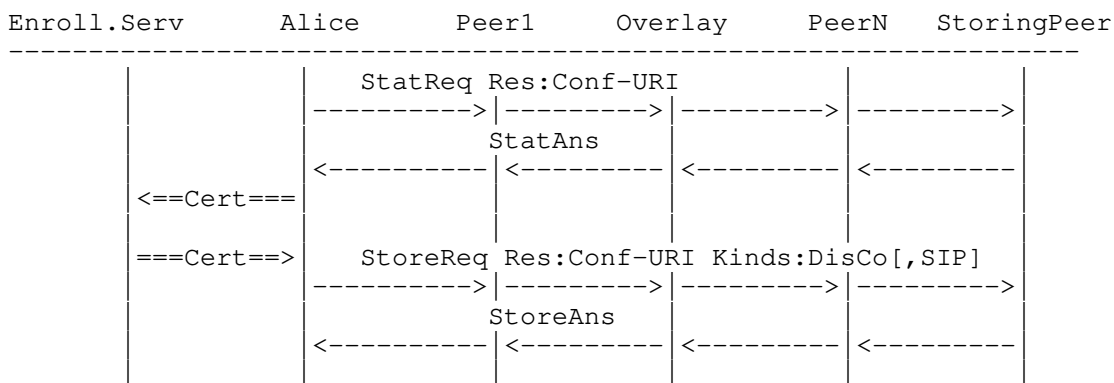 Enroll.Serv Alice Peer1 Overlay PeerN StoringPeer
StatReq Res:Conf-URI
StatAns
<==Cert===
===Cert==> StoreReq Res:Conf-URI Kinds:DisCo[,SIP]
StoreAns